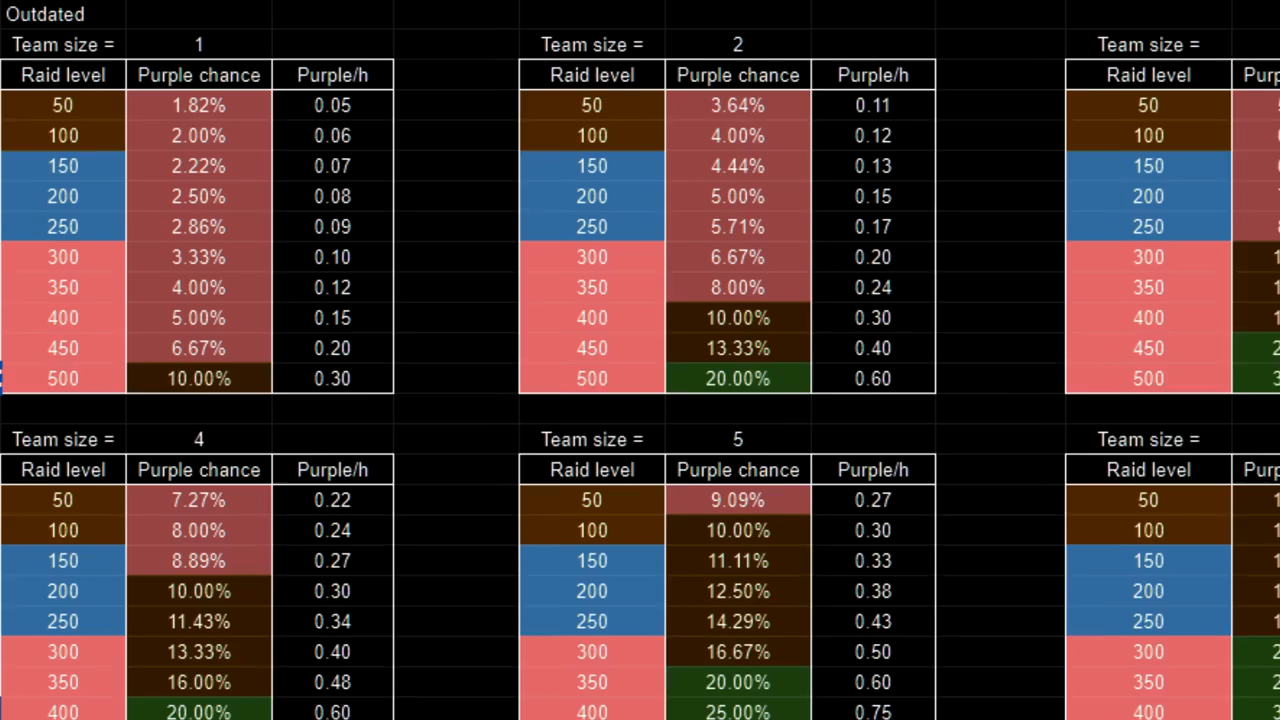 Outdated
Team size = 1 Team size = 2 Team size =
Raid level Purple chance Purple/h Raid level Purple chance Purple/h Raid level
50 1.82% 0.05 50 3.64% 0.11 50
100 2.00% 0.06 100 4.00% 0.12 100
150 2.22% 0.07 150 4.44% 0.13 150
200 2.50% 0.08 200 5.00% 0.15 200
250 2.86% 0.09 250 5.71% 0.17 250
300 3.33% 0.10 300 6.67% 0.20 300
350 4.00% 0.12 350 8.00% 0.24 350
400 5.00% 0.15 400 10.00% 0.30 400
450 6.67% 0.20 450 13.33% 0.40 450
500 10.00% 0.30 500 20.00% 0.60 500
Team size = 4 Team size = 5 Team size =
Raid level Purple chance Purple/h Raid level Purple chance Purple/h Raid level
50 7.27% 0.22 50 9.09% 0.27 50
100 8.00% 0.24 100 10.00% 0.30 100
150 8.89% 0.27 150 11.11% 0.33 150
200 10.00% 0.30 200 12.50% 0.38 200
250 11.43% 0.34 250 14.29% 0.43 250
300 13.33% 0.40 300 16.67% 0.50 300
350 16.00% 0.48 350 20.00% 0.60 350
400 20.00% 0.60 400 25.00% 0.75 400